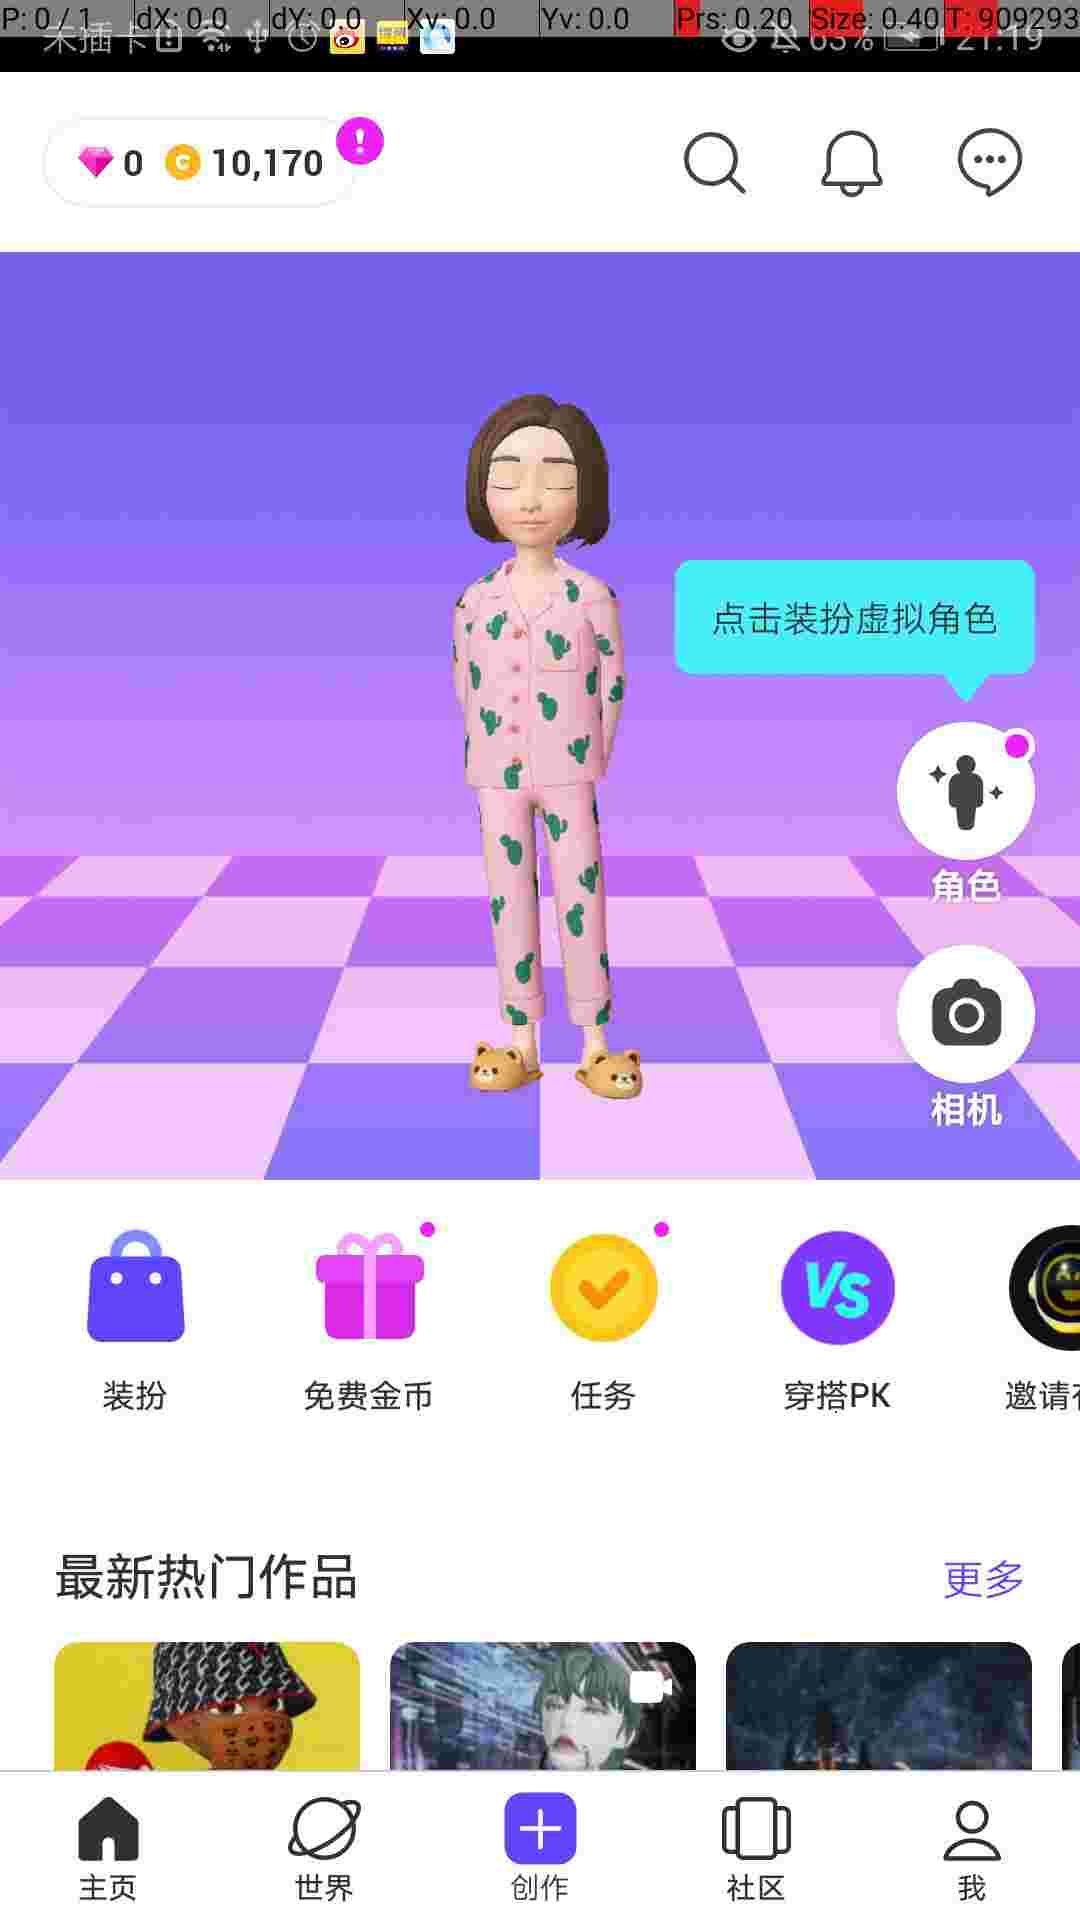 P: 0 / 1 dX: 0.0 dY: 0.0 Xv: 0.0 Yv: 0.0 Prs: 0.20 Size: 0.40 T: 909293
未插卡 63% 21:19
0 10,170
点击装扮虚拟角色
角色
相机
VS
装扮 免费金币 任务 穿搭PK 邀请
最新热门作品 更多
主页 世界 创作 社区 我